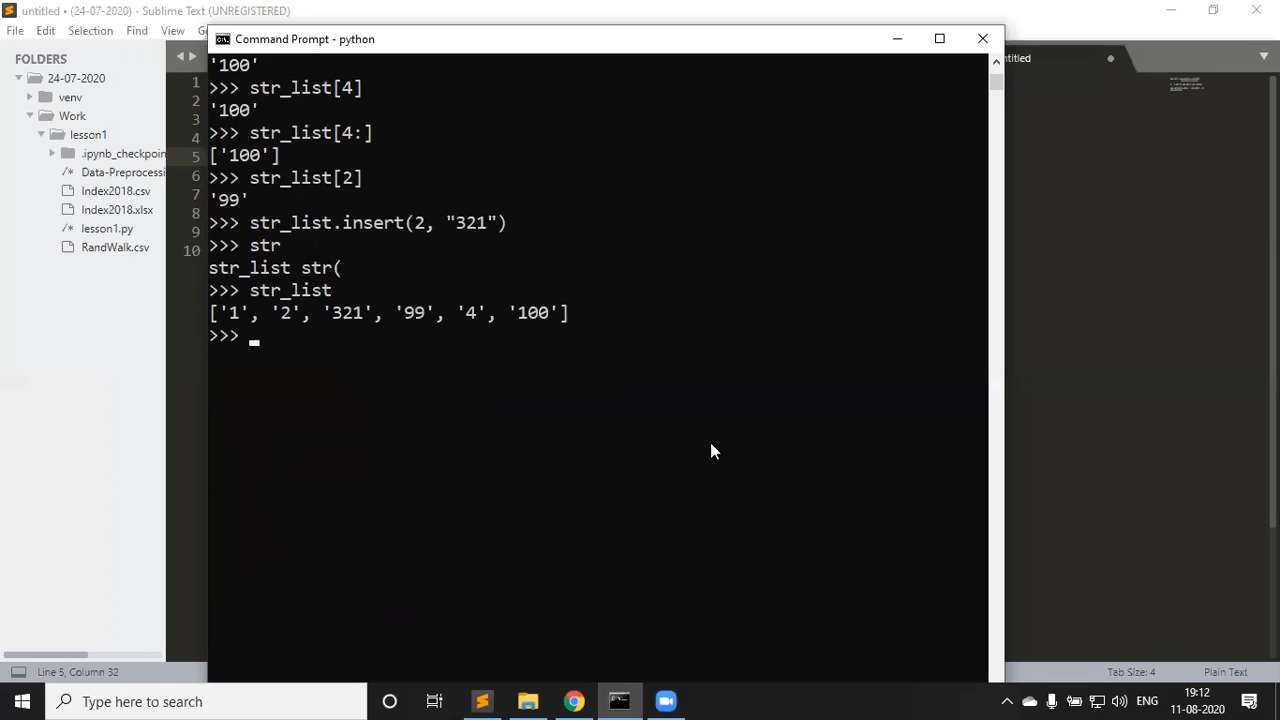 untitled • (24-07-2020) - Sublime Text (UNREGISTERED)
File Edit Selection Find View
Command Prompt - python
FOLDERS
24-07-2020
venv
Work
lesson1
.ipynb_checkpoin
Data-Preprocessi
Index2018.csv
Index2018.xlsx
lesson1.py
RandWalk.csv
1
2
3
4
5
6
7
8
9
10
'100'
>>> str_list[4]
'100'
>>> str_list[4:]
['100']
>>> str_list[2]
'99'
>>> str_list.insert(2, "321")
>>> str
str_list str(
>>> str_list
['1', '2', '321', '99', '4', '100']
>>>
ntitled
Line 5, Column 32
Tab Size: 4 Plain Text
Type here to search
ENG
19:12
11-08-2020